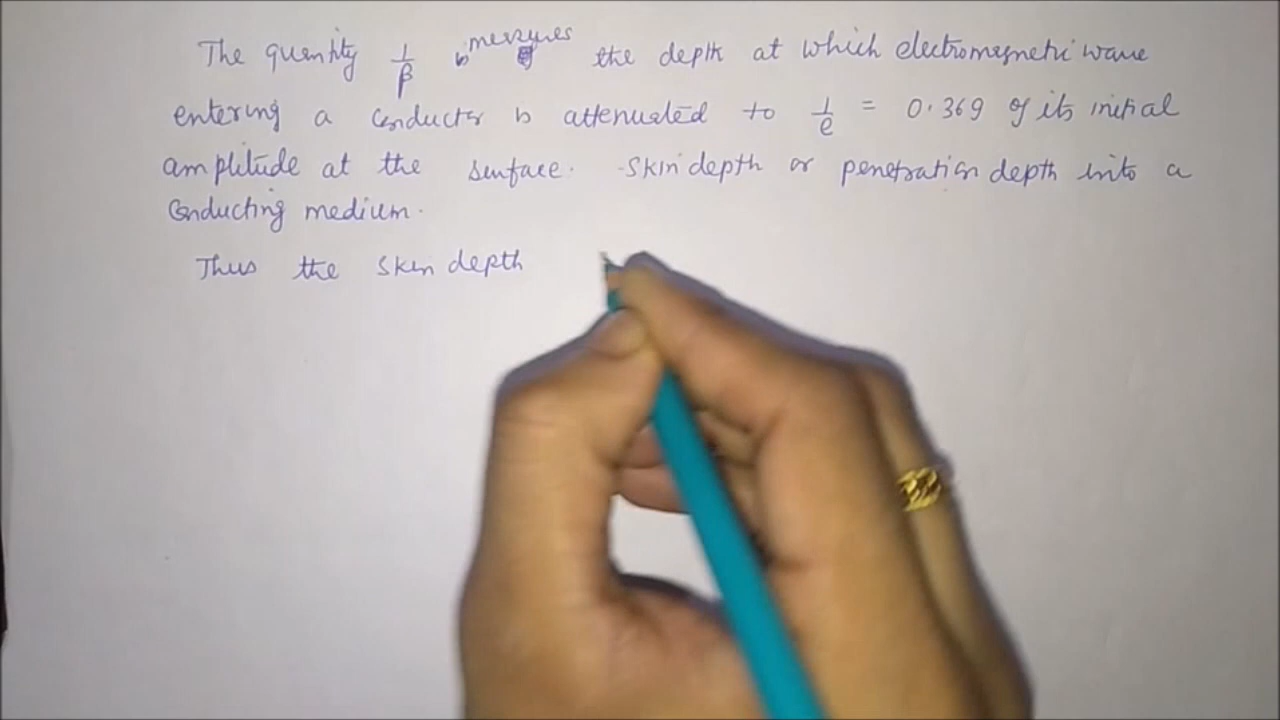 The quantity 1/β measures the depth at which electromagnetic wave
entering a conductor is attenuated to 1/e = 0.369 of its initial
amplitude at the surface. Skin depth or penetration depth into a
Conducting medium.
Thus the skin depth